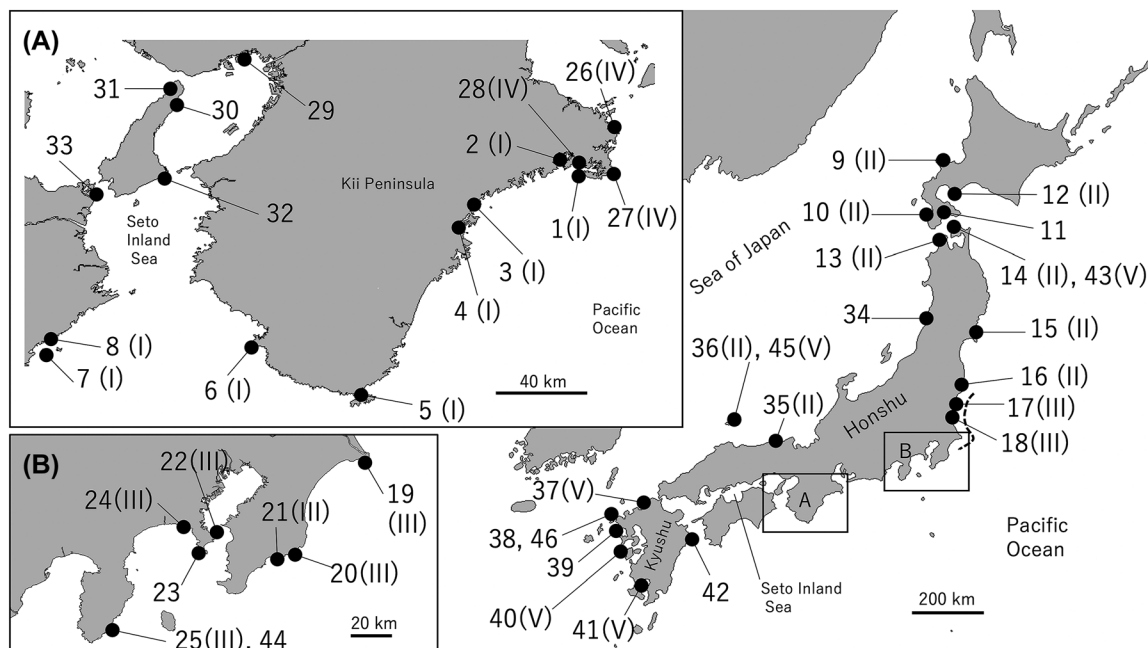 (A)
31
30
29
28(IV)
26(IV)
2 (I)
33
Kii Peninsula
32
Seto
Inland
Sea
1(I)
27(IV)
3 (I)
4 (I)
Pacific
Ocean
8 (I)
7 (I)
6 (I)
5 (I)
40 km
(B)
22(III)
24(III)
21(III)
19
(III)
23
20(III)
25(III), 44
20 km
9 (II)
12 (II)
10 (II)
11
13 (II)
14 (II), 43(V)
Sea of Japan
34
15 (II)
36(II), 45(V)
16 (II)
35(II)
17(III)
Honshu
18(III)
B
A
37(V)
38, 46
39
Kyushu
42
40(V)
41(V)
Seto Inland
Sea
Pacific
Ocean
200 km